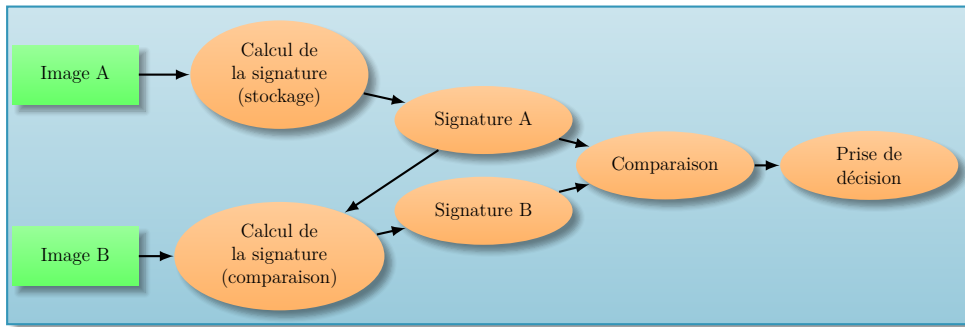 Image A
Calcul de
la signature
(stockage)
Signature A
Comparaison
Prise de
décision
Signature B
Image B
Calcul de
la signature
(comparaison)